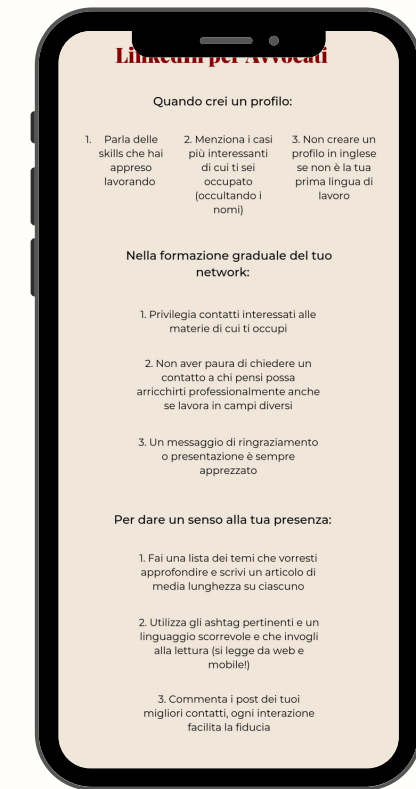 LinkedIn per Avvocati
Quando crei un profilo:
1. Parla delle
skills che hai
appreso
lavorando
2. Menziona i casi
più interessanti
di cui ti sei
occupato
(occultando i
nomi)
3. Non creare un
profilo in inglese
se non è la tua
prima lingua di
lavoro
Nella formazione graduale del tuo
network:
1. Privilegia contatti interessati alle
materie di cui ti occupi
2. Non aver paura di chiedere un
contatto a chi pensi possa
arricchirti professionalmente anche
se lavora in campi diversi
3. Un messaggio di ringraziamento
o presentazione è sempre
apprezzato
Per dare un senso alla tua presenza:
1. Fai una lista dei temi che vorresti
approfondire e scrivi un articolo di
media lunghezza su ciascuno
2. Utilizza gli ashtag pertinenti e un
linguaggio scorrevole e che invogli
alla lettura (si legge da web e
mobile!)
3. Commenta i post dei tuoi
migliori contatti, ogni interazione
facilita la fiducia